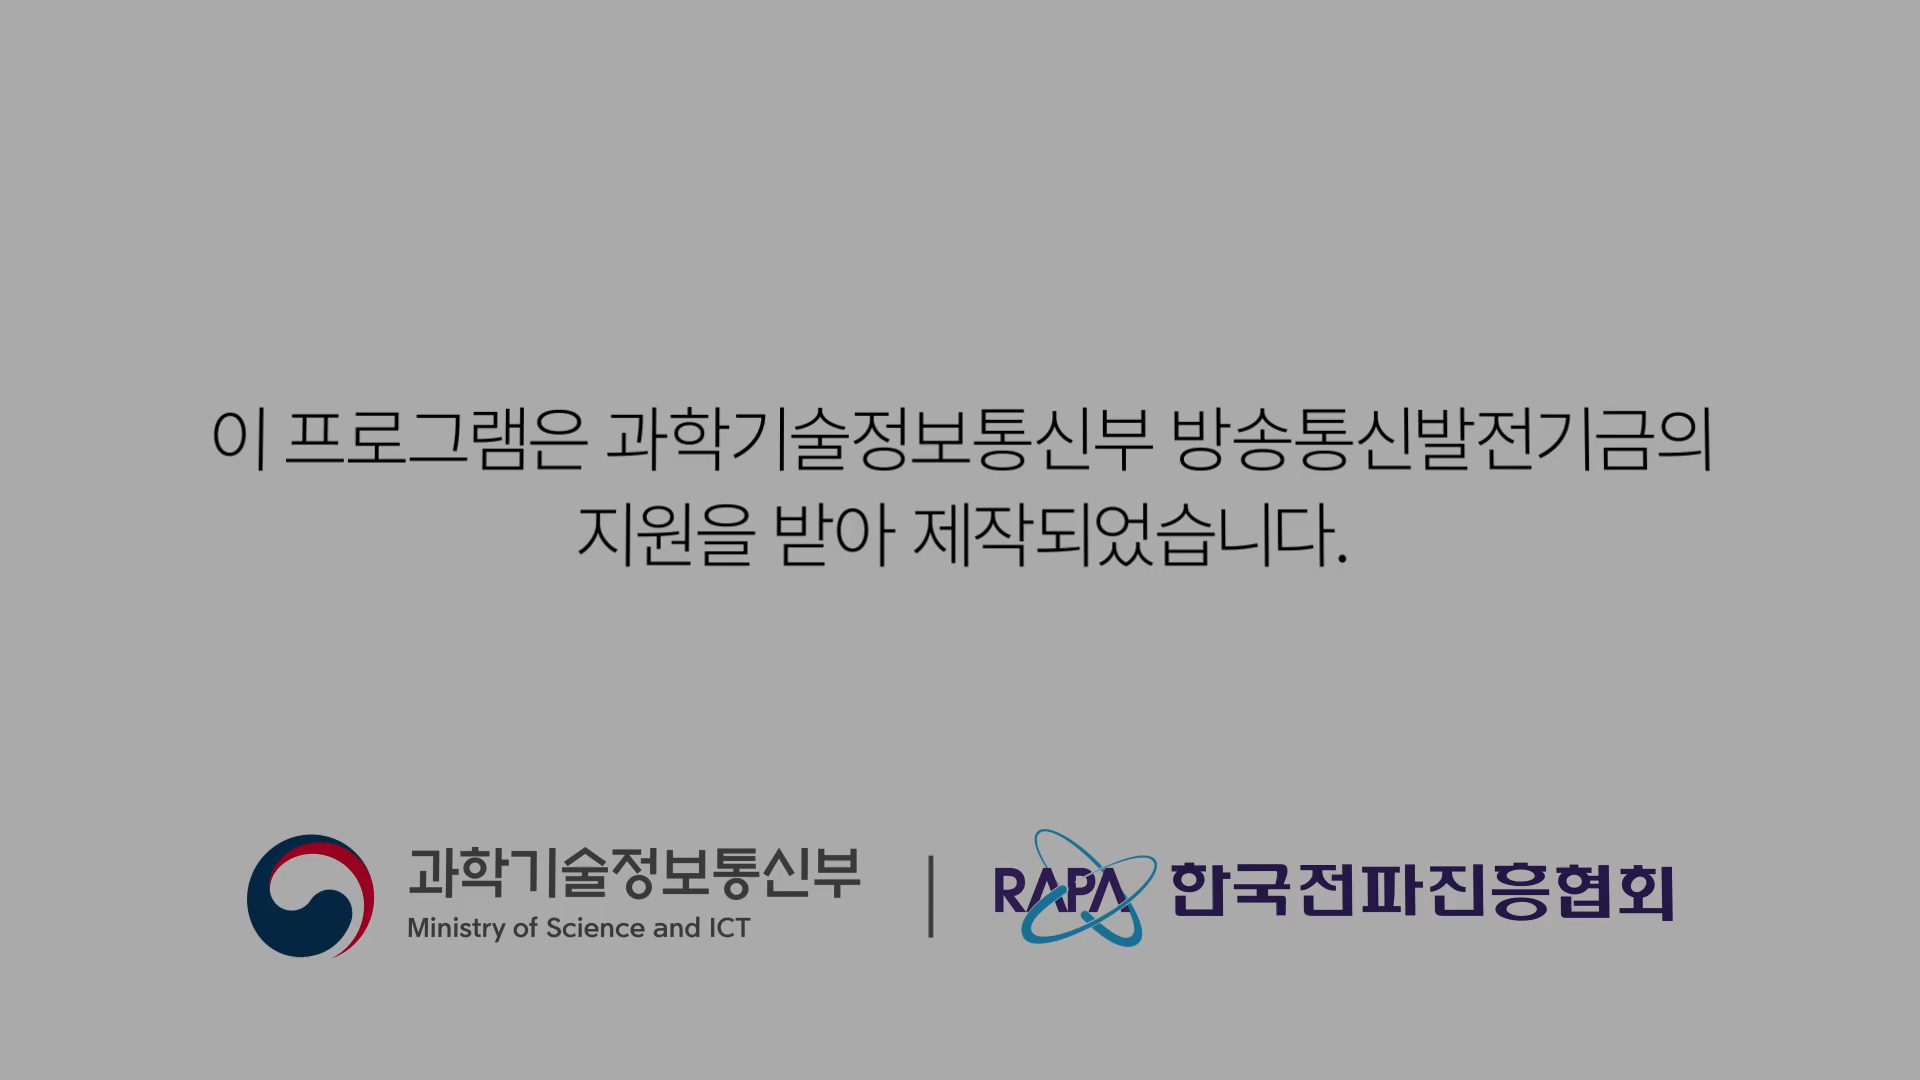 이 프로그램은 과학기술정보통신부 방송통신발전기금의
지원을 받아 제작되었습니다.
과학기술정보통신부
Ministry of Science and ICT
RAPA 한국전파진흥협회